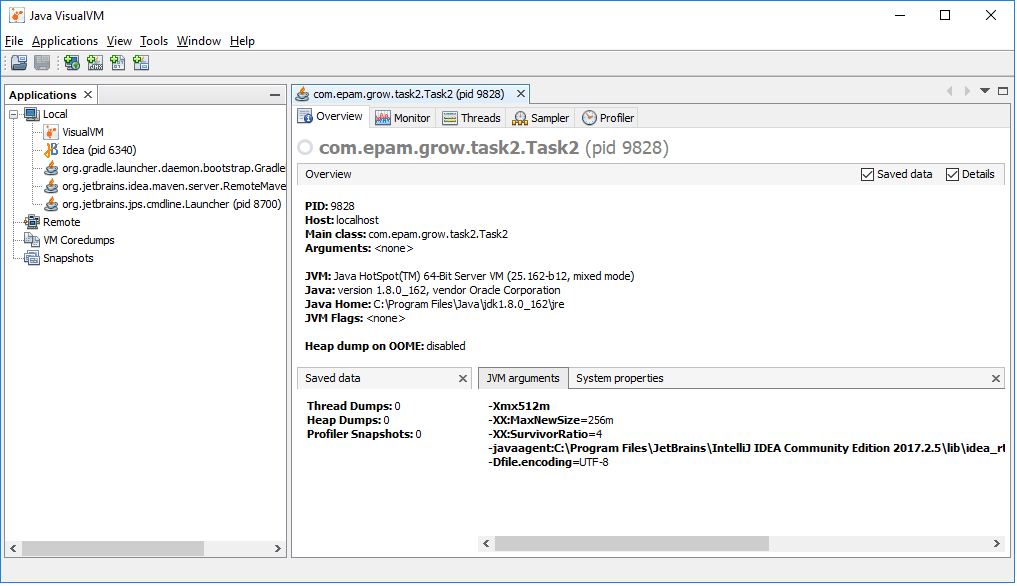 Java VisualVM
File Applications View Tools Window Help
Applications
Local
VisualVM
Idea (pid 6340)
org.gradle.launcher.daemon.bootstrap.Gradle
org.jetbrains.idea.maven.server.RemoteMave
org.jetbrains.jps.cmdline.Launcher (pid 8700)
Remote
VM Coredumps
Snapshots
com.epam.grow.task2.Task2 (pid 9828)
Overview Monitor Threads Sampler Profiler
com.epam.grow.task2.Task2 (pid 9828)
Overview Saved data Details
PID: 9828
Host: localhost
Main class: com.epam.grow.task2.Task2
Arguments: <none>
JVM: Java HotSpot(TM) 64-Bit Server VM (25.162-b12, mixed mode)
Java: version 1.8.0_162, vendor Oracle Corporation
Java Home: C:\Program Files\Java\jdk1.8.0_162\jre
JVM Flags: <none>
Heap dump on OOME: disabled
Saved data
Thread Dumps: 0
Heap Dumps: 0
Profiler Snapshots: 0
JVM arguments System properties
-Xmx512m
-XX:MaxNewSize=256m
-XX:SurvivorRatio=4
-javaagent:C:\Program Files\JetBrains\IntelliJ IDEA Community Edition 2017.2.5\lib\idea_rt
-Dfile.encoding=UTF-8